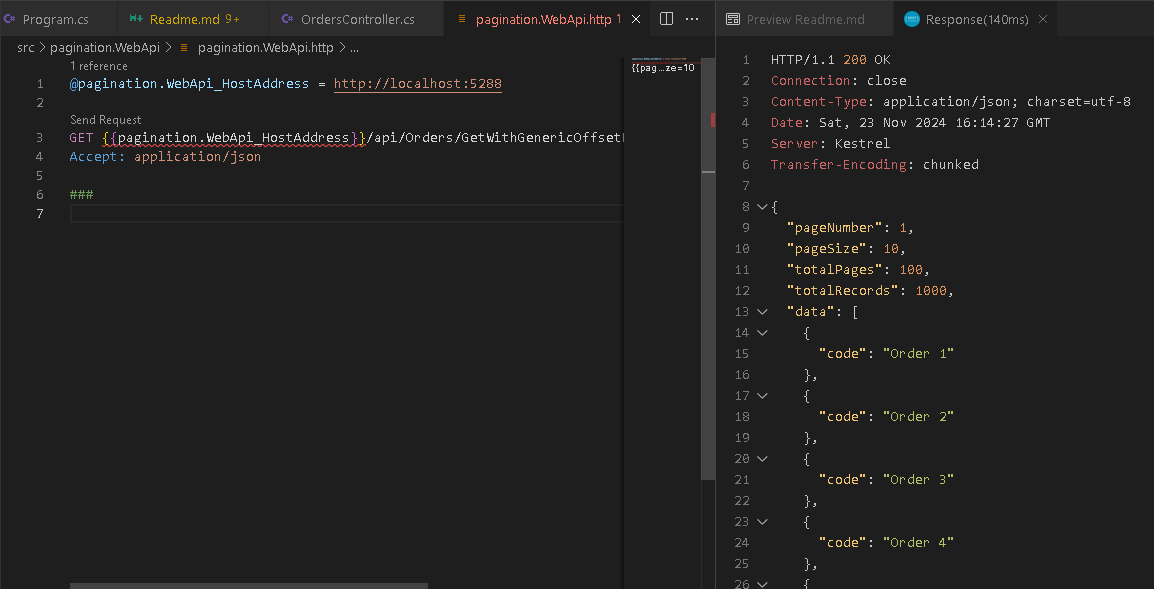 Program.cs
Readme.md 9+
OrdersController.cs
pagination.WebApi.http 1
src > pagination.WebApi > pagination.WebApi.http > ...
1 reference
1 @pagination.WebApi_HostAddress = http://localhost:5288
2
Send Request
3 GET {{pagination.WebApi_HostAddress}}/api/Orders/GetWithGenericOffset
4 Accept: application/json
5
6 ###
7
{{pag...ze=10
Preview Readme.md
Response(140ms)
1 HTTP/1.1 200 OK
2 Connection: close
3 Content-Type: application/json; charset=utf-8
4 Date: Sat, 23 Nov 2024 16:14:27 GMT
5 Server: Kestrel
6 Transfer-Encoding: chunked
7
8 {
9 "pageNumber": 1,
10 "pageSize": 10,
11 "totalPages": 100,
12 "totalRecords": 1000,
13 "data": [
14 {
15 "code": "Order 1"
16 },
17 {
18 "code": "Order 2"
19 },
20 {
21 "code": "Order 3"
22 },
23 {
24 "code": "Order 4"
25 },
26 {